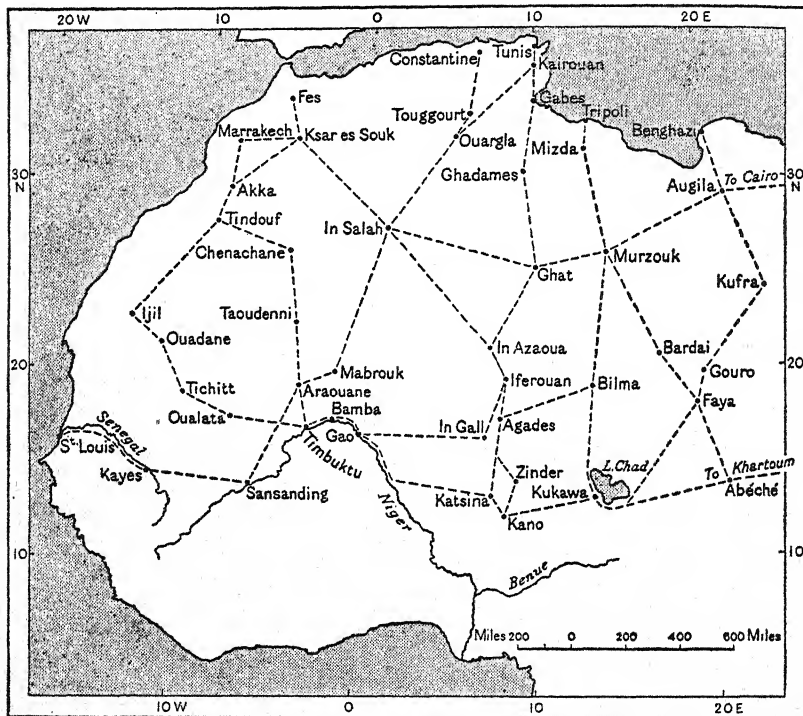 20 W
10
0
10
20 E
Tunis
Constantine
Kairouan
Fes
Gabes
Touggourt
Tripoli
Marrakech
Ksar es Souk
Ouargla
Benghazi
Mizda
30
N
Ghadames
30
N
Akka
Augila
To Cairo
Tindouf
In Salah
Chenachane
Ghat
Murzouk
Kufra
Ijil
Taoudenni
Ouadane
In Azaoua
Bardai
20
Mabrouk
Iferouan
Gouro
20
Tichitt
Araouane
Bilma
Faya
Oualata
Bamba
In Gall
Agades
Senegal
Gao
St Louis
Timbuktu
L. Chad
Kayes
Zinder
To Khartoum
Sansanding
Niger
Katsina
Kukawa
Abéché
Kano
10
Benue
10
Miles 200
0
200
400
600 Miles
10 W
0
10
20 E